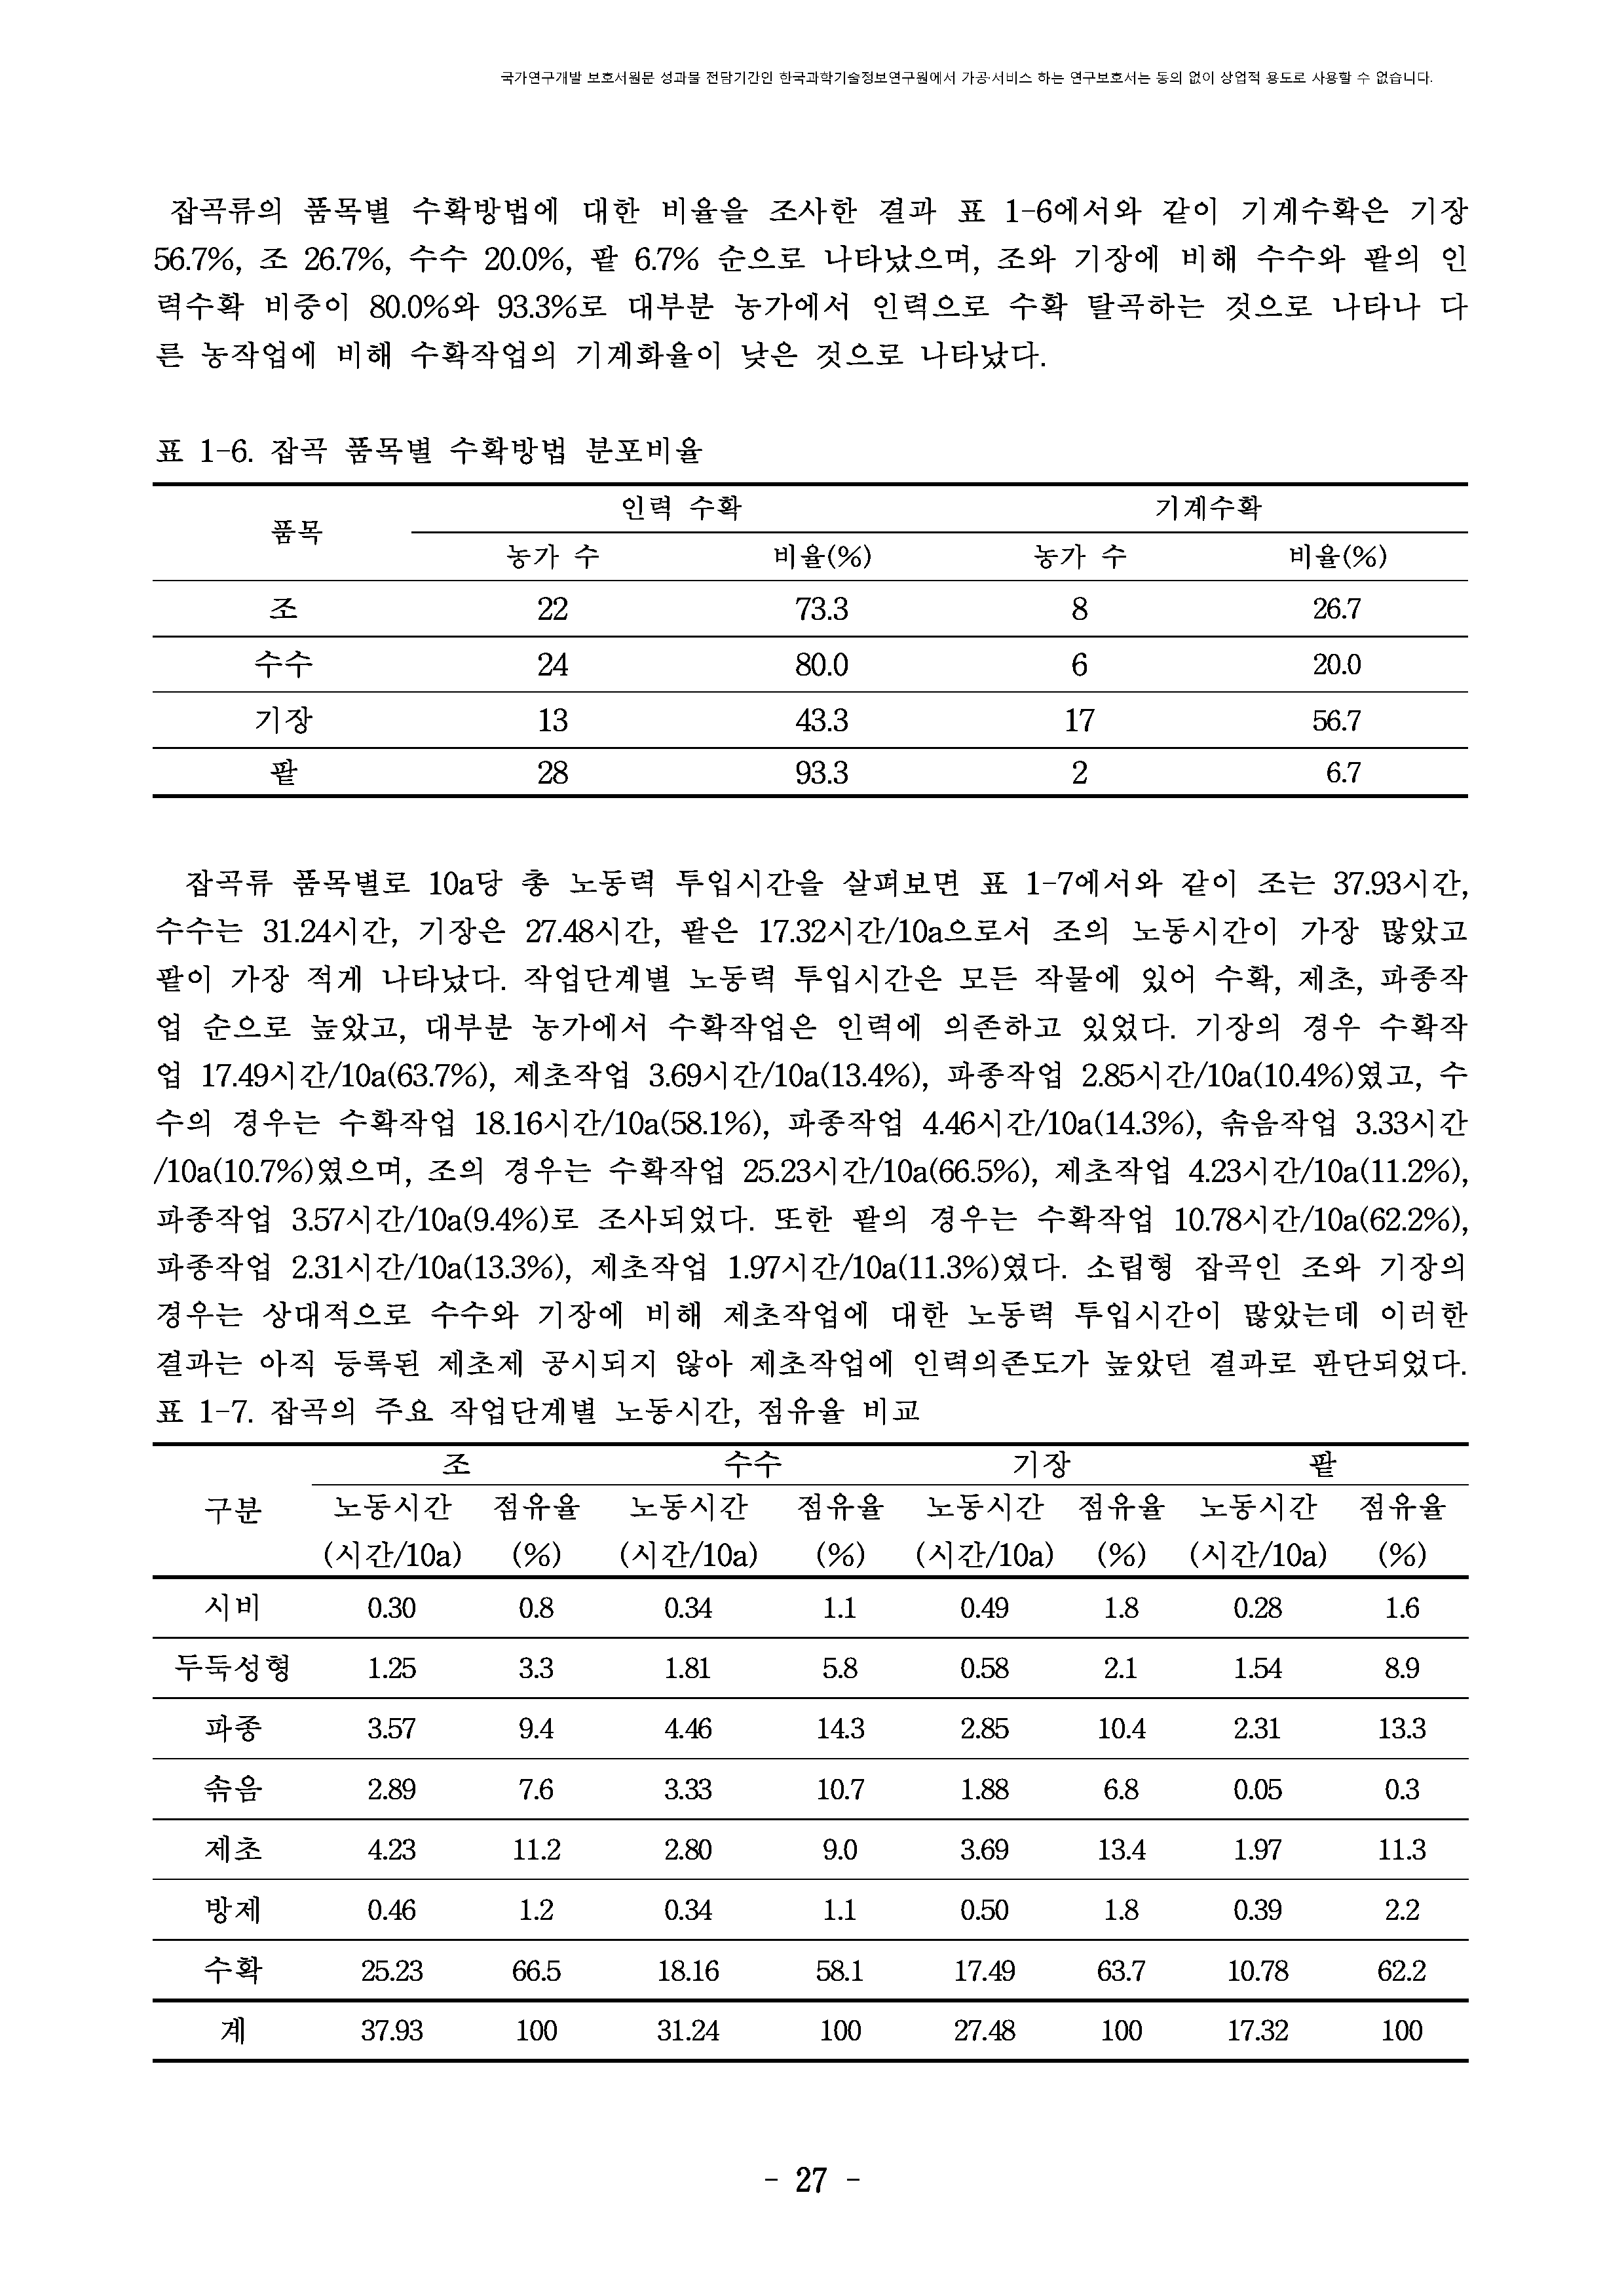 국가연구개발 보호서원문 성과물 전담기간인 한국과학기술정보연구원에서 가공·서비스 하는 연구보호서는 동의 없이 상업적 용도로 사용할 수 없습니다.
잡곡류의 품목별 수확방법에 대한 비율을 조사한 결과 표 1-6에서와 같이 기계수확은 기장
56.7%, 조 26.7%, 수수 20.0%, 팥 6.7% 순으로 나타났으며, 조와 기장에 비해 수수와 팥의 인
력수확 비중이 80.0%와 93.3%로 대부분 농가에서 인력으로 수확 탈곡하는 것으로 나타나 다
른 농작업에 비해 수확작업의 기계화율이 낮은 것으로 나타났다.
표 1-6. 잡곡 품목별 수확방법 분포비율
품목 인력 수확 기계수확
농가 수 비율(%) 농가 수 비율(%)
조 22 73.3 8 26.7
수수 24 80.0 6 20.0
기장 13 43.3 17 56.7
팥 28 93.3 2 6.7
잡곡류 품목별로 10a당 총 노동력 투입시간을 살펴보면 표 1-7에서와 같이 조는 37.93시간,
수수는 31.24시간, 기장은 27.48시간, 팥은 17.32시간/10a으로서 조의 노동시간이 가장 많았고
팥이 가장 적게 나타났다. 작업단계별 노동력 투입시간은 모든 작물에 있어 수확, 제초, 파종작
업 순으로 높았고, 대부분 농가에서 수확작업은 인력에 의존하고 있었다. 기장의 경우 수확작
업 17.49시간/10a(63.7%), 제초작업 3.69시간/10a(13.4%), 파종작업 2.85시간/10a(10.4%)였고, 수
수의 경우는 수확작업 18.16시간/10a(58.1%), 파종작업 4.46시간/10a(14.3%), 솎음작업 3.33시간
/10a(10.7%)였으며, 조의 경우는 수확작업 25.23시간/10a(66.5%), 제초작업 4.23시간/10a(11.2%),
파종작업 3.57시간/10a(9.4%)로 조사되었다. 또한 팥의 경우는 수확작업 10.78시간/10a(62.2%),
파종작업 2.31시간/10a(13.3%), 제초작업 1.97시간/10a(11.3%)였다. 소립형 잡곡인 조와 기장의
경우는 상대적으로 수수와 기장에 비해 제초작업에 대한 노동력 투입시간이 많았는데 이러한
결과는 아직 등록된 제초제 공시되지 않아 제초작업에 인력의존도가 높았던 결과로 판단되었다.
표 1-7. 잡곡의 주요 작업단계별 노동시간, 점유율 비교
조 수수 기장 팥
구분 노동시간 점유율 노동시간 점유율 노동시간 점유율 노동시간 점유율
(시간/10a) (%) (시간/10a) (%) (시간/10a) (%) (시간/10a) (%)
시비 0.30 0.8 0.34 1.1 0.49 1.8 0.28 1.6
두둑성형 1.25 3.3 1.81 5.8 0.58 2.1 1.54 8.9
파종 3.57 9.4 4.46 14.3 2.85 10.4 2.31 13.3
솎음 2.89 7.6 3.33 10.7 1.88 6.8 0.05 0.3
제초 4.23 11.2 2.80 9.0 3.69 13.4 1.97 11.3
방제 0.46 1.2 0.34 1.1 0.50 1.8 0.39 2.2
수확 25.23 66.5 18.16 58.1 17.49 63.7 10.78 62.2
계 37.93 100 31.24 100 27.48 100 17.32 100
- 27 -